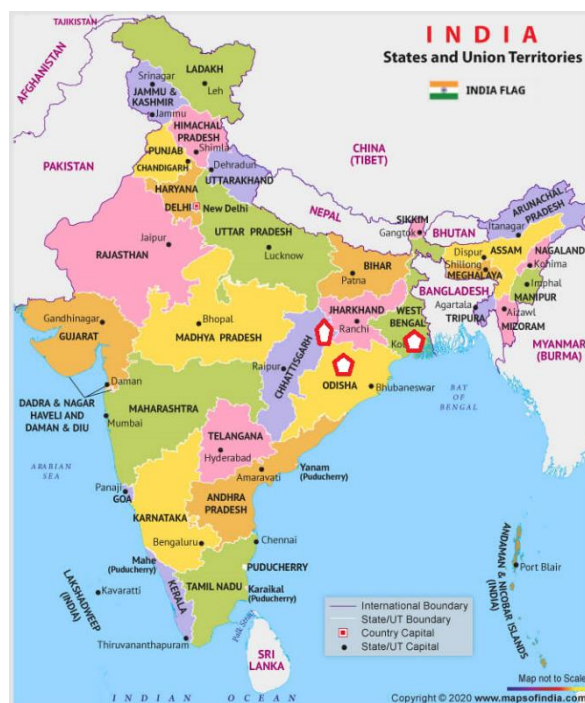 INDIA
States and Union Territories
INDIA FLAG
TAJIKISTAN
AFGHANISTAN
PAKISTAN
CHINA
(TIBET)
NEPAL
BHUTAN
BANGLADESH
MYANMAR
(BURMA)
SRI
LANKA
LADAKH
Leh
Srinagar
JAMMU &
KASHMIR
Jammu
HIMACHAL
PRADESH
Shimla
PUNJAB
CHANDIGARH
Dehradun
UTTARAKHAND
HARYANA
DELHI
New Delhi
RAJASTHAN
Jaipur
UTTAR PRADESH
Lucknow
BIHAR
Patna
SIKKIM
Gangtok
ARUNACHAL
PRADESH
Itanagar
ASSAM
Dispur
NAGALAND
Kohima
Shillong
MEGHALAYA
Imphal
MANIPUR
Agartala
TRIPURA
Aizawl
MIZORAM
Gandhinagar
GUJARAT
Bhopal
MADHYA PRADESH
JHARKHAND
Ranchi
WEST
BENGAL
Ko
CHHATTISGARH
Raipur
ODISHA
Bhubaneswar
Daman
DADRA & NAGAR
HAVELI AND
DAMAN & DIU
MAHARASHTRA
Mumbai
TELANGANA
Hyderabad
Amaravati
Yanam
(Puducherry)
ANDHRA
PRADESH
Panaji
GOA
KARNATAKA
Bengaluru
Chennai
Mahe
(Puducherry)
PUDUCHERRY
TAMIL NADU
Karaikal
(Puducherry)
KERALA
Thiruvananthapuram
LAKSHADWEEP
(INDIA)
Kavaratti
ANDAMAN & NICOBAR ISLANDS
(INDIA)
Port Blair
ARABIAN
SEA
BAY
OF
BENGAL
Palk Strait
INDIAN OCEAN
International Boundary
State/UT Boundary
Country Capital
State/UT Capital
Map not to Scale
Copyright © 2020 www.mapsofindia.com